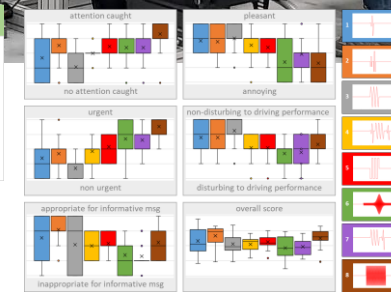 attention caught
no attention caught
pleasant
annoying
1
2
3
4
5
6
7
8
urgent
non urgent
non-disturbing to driving performance
disturbing to driving performance
appropriate for informative msg
inappropriate for informative msg
overall score